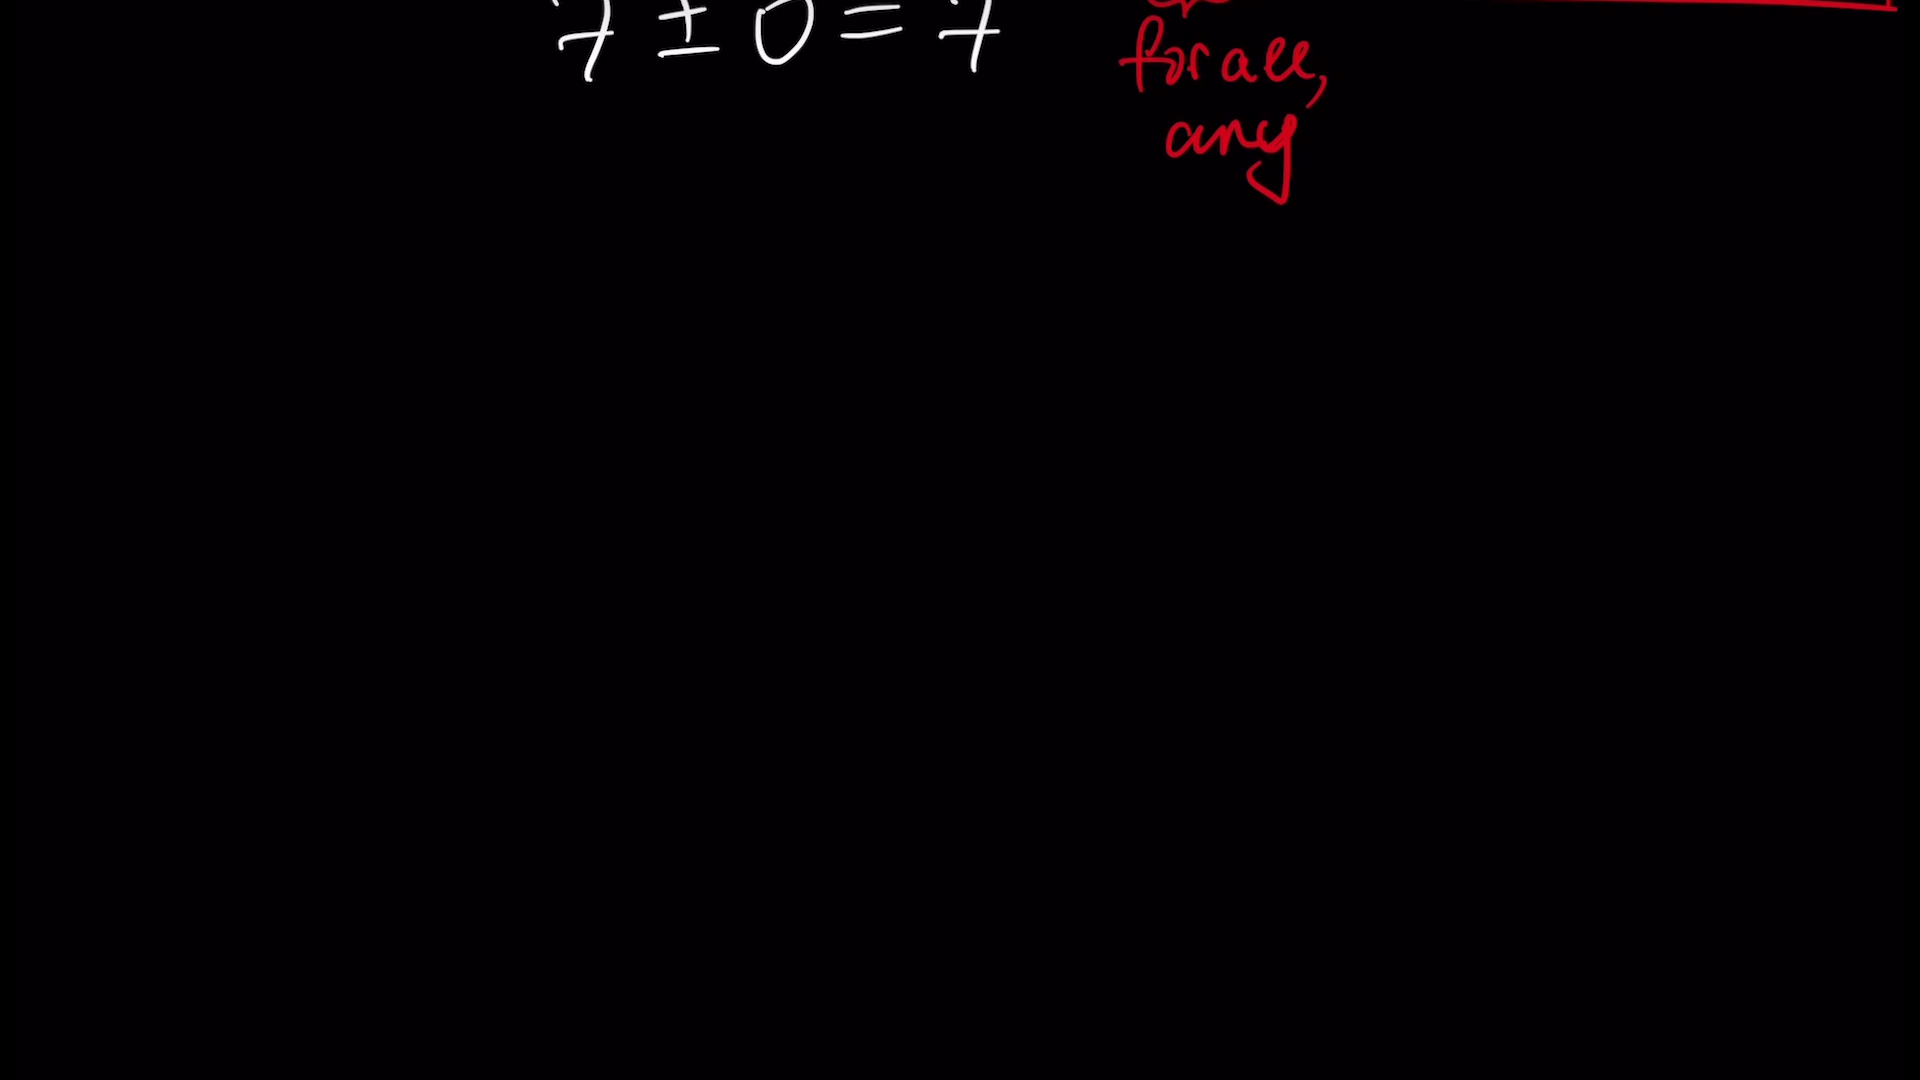 7 ± 0 = 7
for all,
any